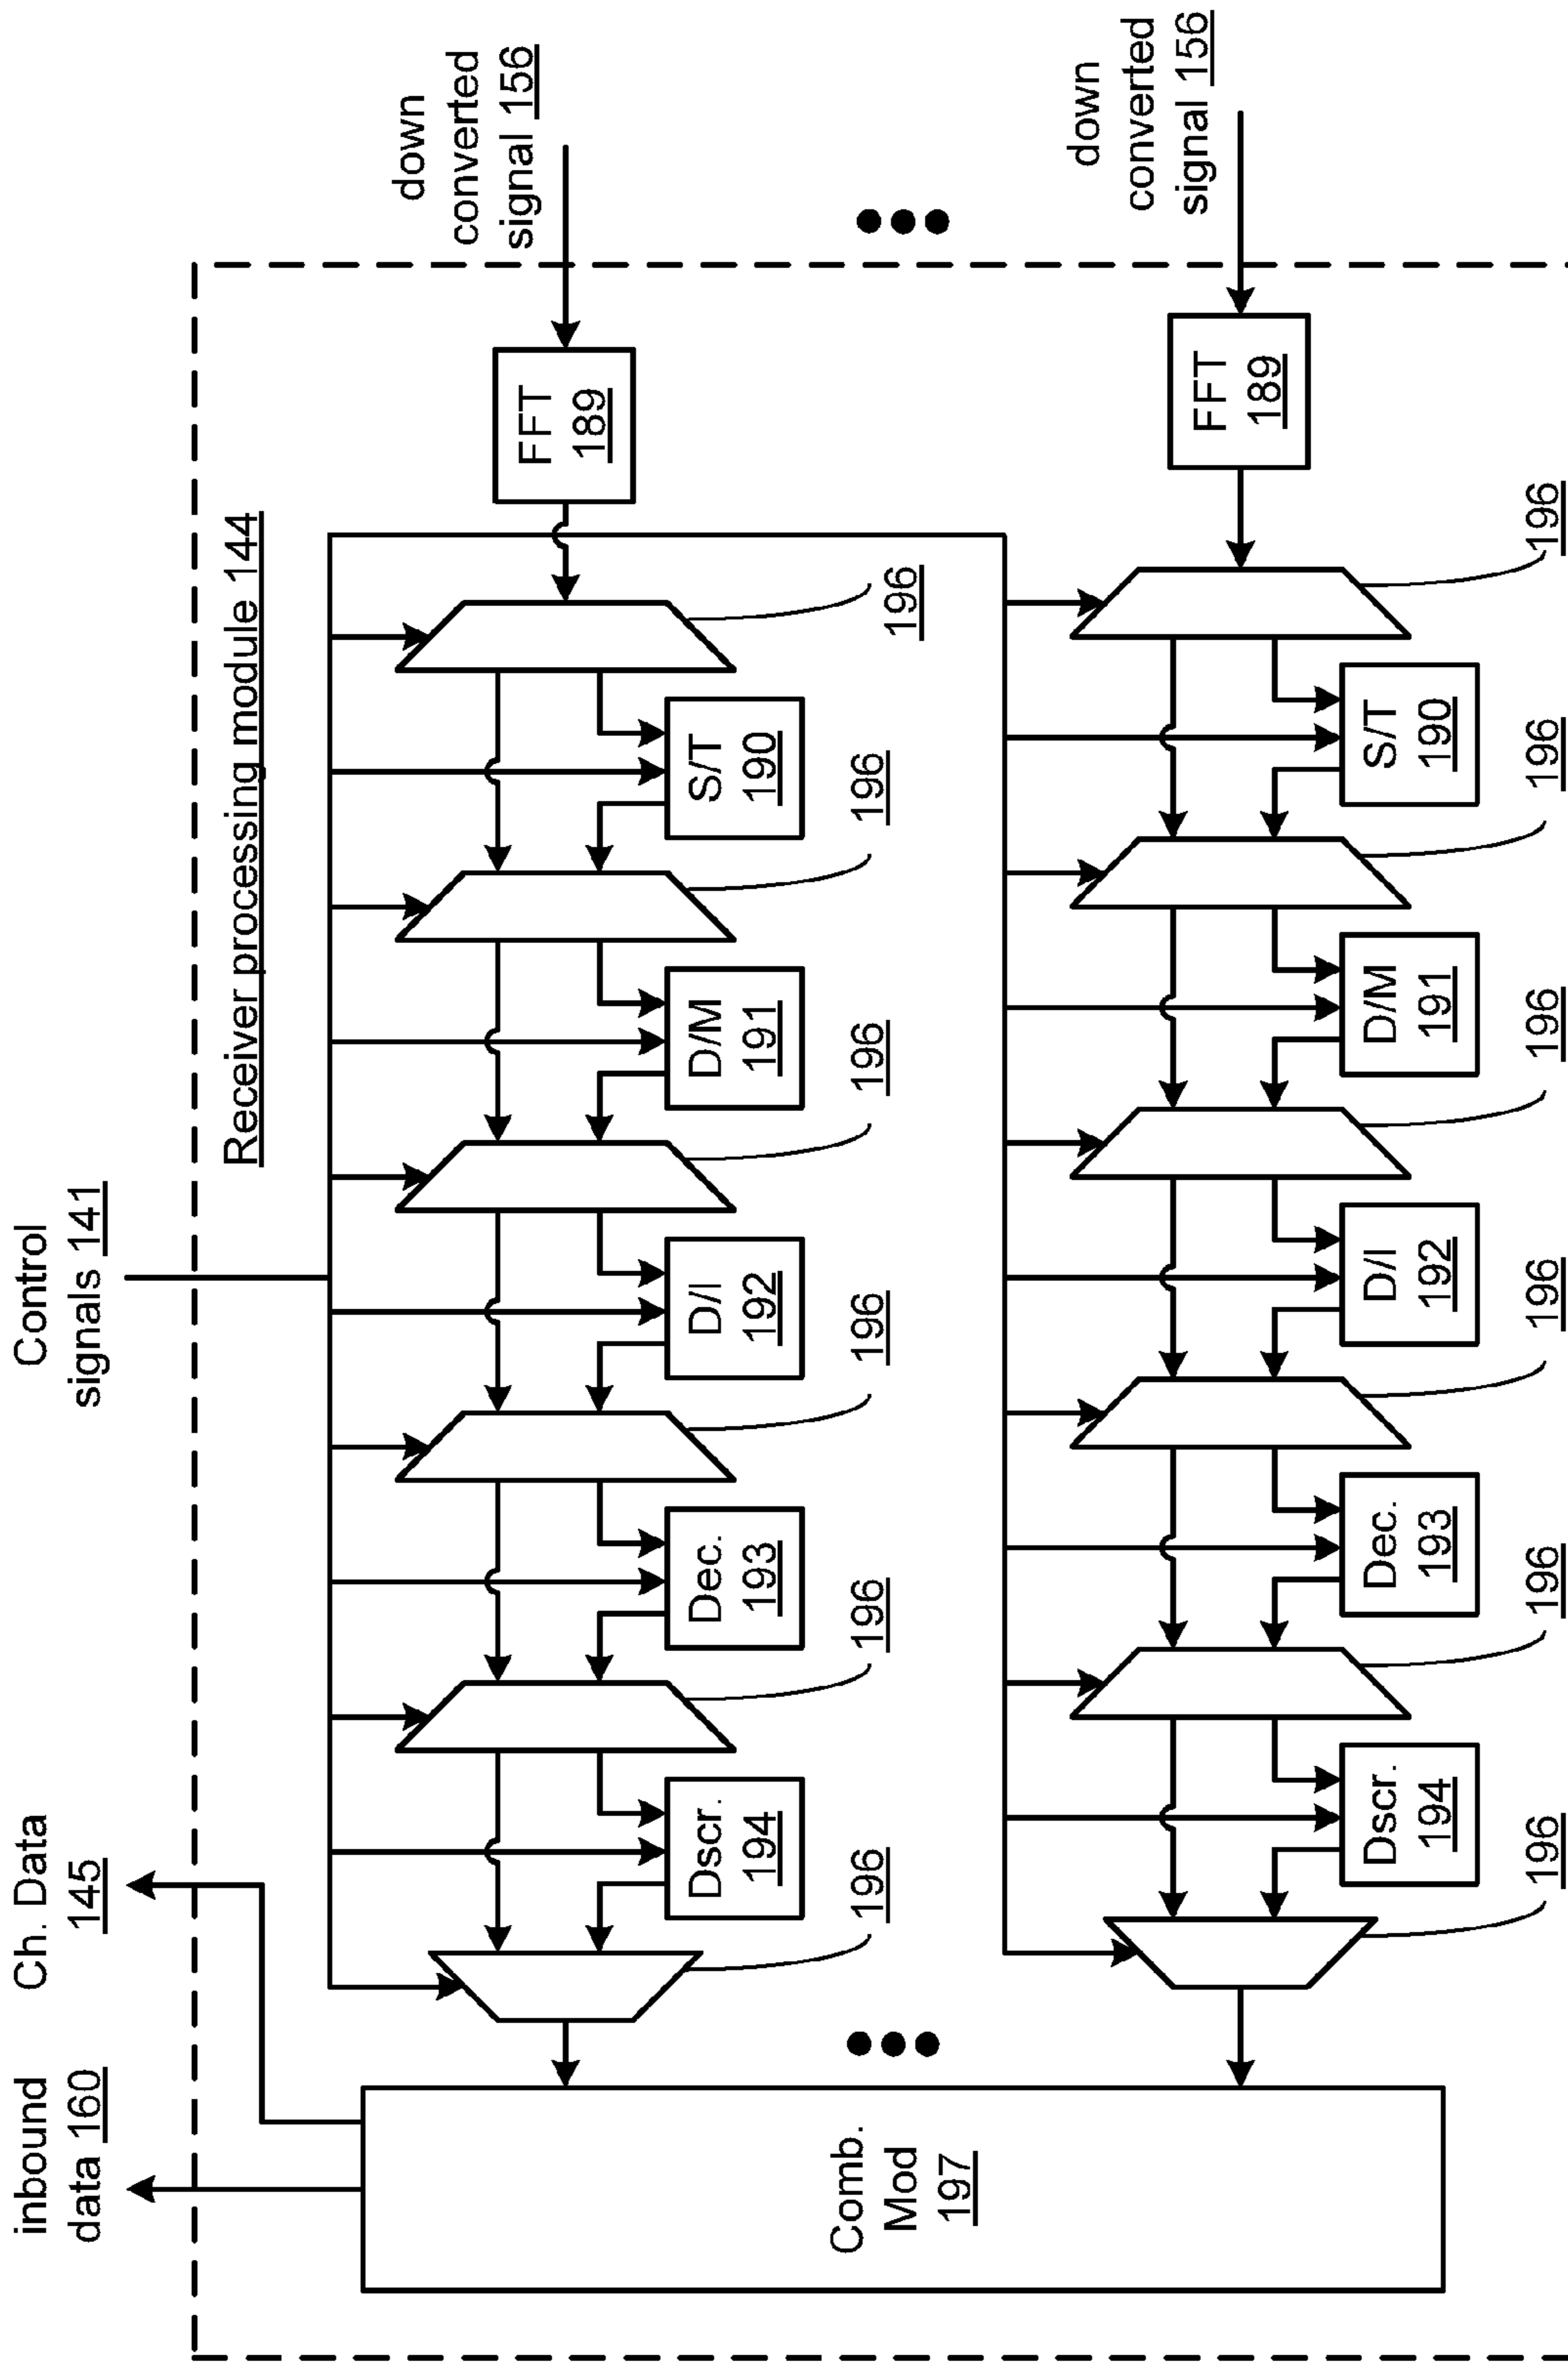 inbound
data 160
Ch. Data
145
Control
signals 141
Receiver processing module 144
down
converted
signal 156
Comb.
Mod
197
196
Dscr.
194
196
Dec.
193
196
D/I
192
196
D/M
191
196
S/T
190
196
FFT
189
down
converted
signal 156
196
Dscr.
194
196
Dec.
193
196
D/I
192
196
D/M
191
196
S/T
190
196
FFT
189